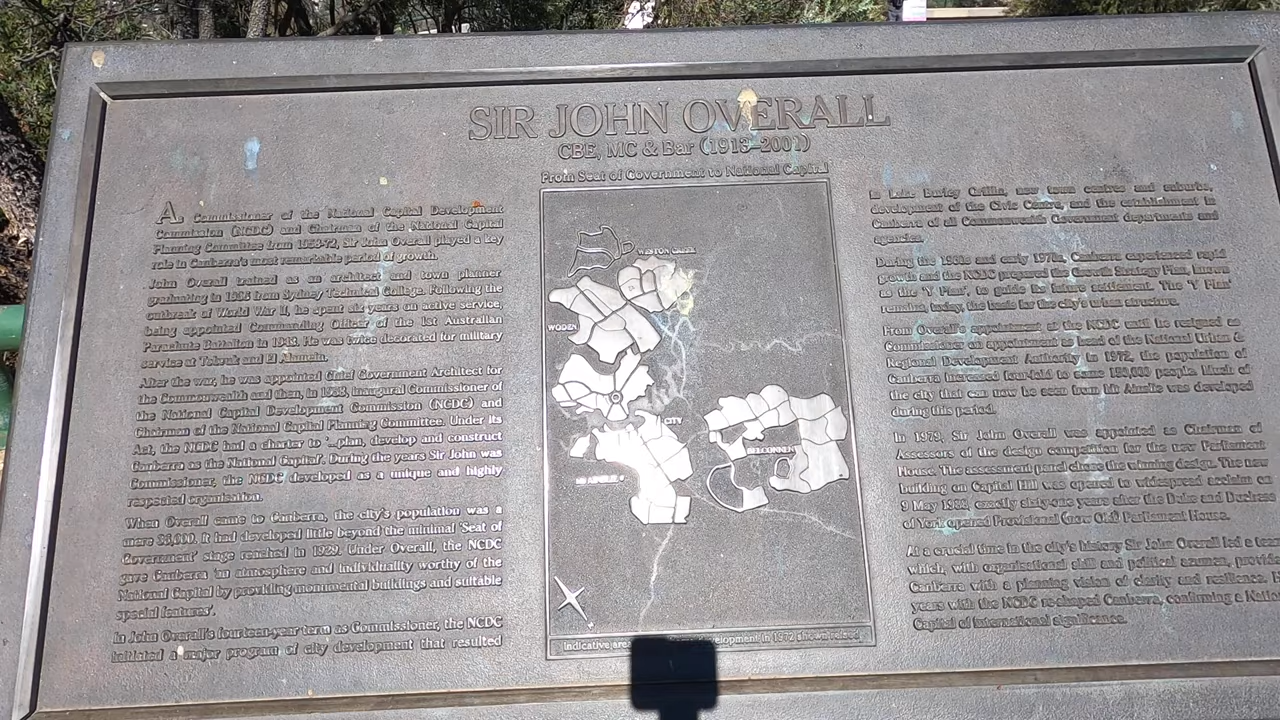 SIR JOHN OVERALL
CBE, MC & Bar (1913–2001)
From Seat of Government to National Capital
As Commissioner of the National Capital Development
Commission (NCDC) and Chairman of the National Capital
Planning Committee from 1958-72, Sir John Overall played a key
role in Canberra's most remarkable period of growth.
John Overall trained as an architect and town planner
graduating in from Sydney Technical College. Following the
outbreak of World War II, he spent six years on active service,
being appointed Commanding Officer of the 1st Australian
Parachute Battalion in 1943. He was twice decorated for military
service at Tobruk and El Alamein.
After the war, he was appointed Chief Government Architect for
the Commonwealth and then, in 1958, inaugural Commissioner of
the National Capital Development Commission (NCDC) and
Chairman of the National Capital Planning Committee. Under its
Act, the NCDC had a charter to '...plan, develop and construct
Canberra as the National Capital'. During the years Sir John was
Commissioner, the NCDC developed as a unique and highly
respected organisation.
When Overall came to Canberra, the city's population was a
mere It had developed little beyond the minimal 'Seat of
Government' stage reached in 1929. Under Overall, the NCDC
gave Canberra 'an atmosphere and individuality worthy of the
National Capital by providing monumental buildings and suitable
special features'.
In John Overall's fourteen-year term as Commissioner, the NCDC
initiated a major program of city development that resulted
WESTON CREEK
WODEN
CITY
BELCONNEN
MT AINSLIE
Indicative area development in 1972 shown raised
in Lake Burley Griffin, new town centres and suburbs,
development of the Civic Centre, and the establishment in
Canberra of all Commonwealth Government departments and
agencies.
During the 1960s and early 1970s, Canberra experienced rapid
growth and the NCDC prepared the Growth Strategy Plan, known
as the 'Y Plan', to guide its future settlement. The 'Y Plan'
remains, today, the basis for the city's urban structure.
From Overall's appointment at the NCDC until he resigned as
Commissioner on appointment as head of the National Urban &
Regional Development Authority in 1972, the population of
Canberra increased four-fold to some people. Much of
the city that can now be seen from Mt Ainslie was developed
during this period.
In 1979, Sir John Overall was appointed as Chairman of
Assessors of the design competition for the new Parliament
House. The assessment panel chose the winning design. The new
building on Capital Hill was opened to widespread acclaim on
9 May 1988, exactly sixty-one years after the Duke and Duchess
of York opened Provisional (now Old) Parliament House.
At a crucial time in the city's history Sir John Overall led a team
which, with organisational skill and political acumen, provide
Canberra with a planning vision of clarity and resilience. H
years with the NCDC re-shaped Canberra, confirming a Natio
Capital of international significance.